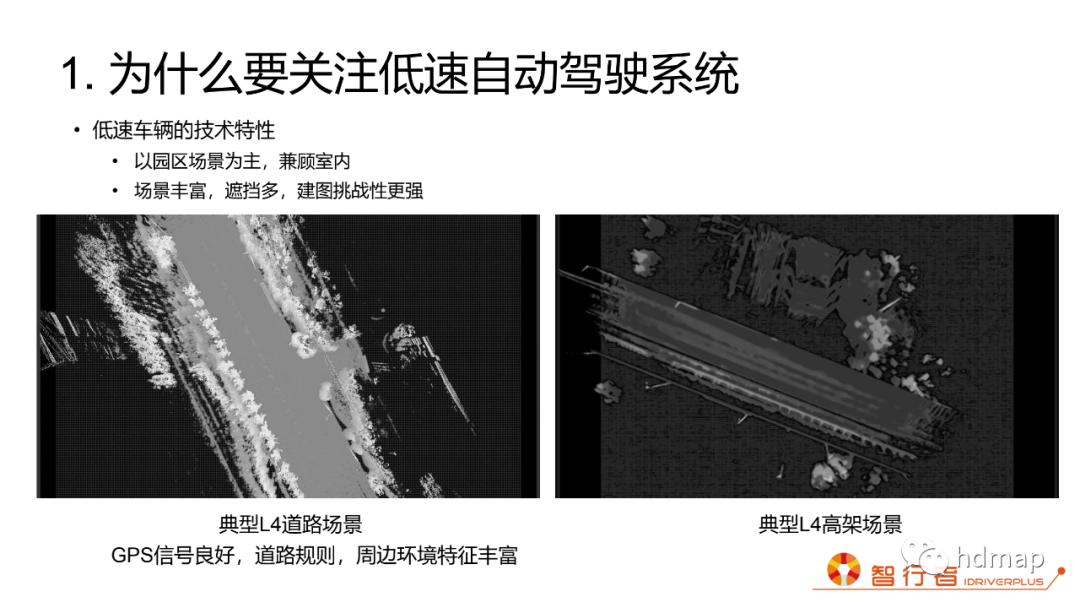 1. 为什么要关注低速自动驾驶系统
• 低速车辆的技术特性
• 以园区场景为主，兼顾室内
• 场景丰富，遮挡多，建图挑战性更强
典型L4道路场景
GPS信号良好，道路规则，周边环境特征丰富
典型L4高架场景
hdmap
智行者 IDRIVERPLUS